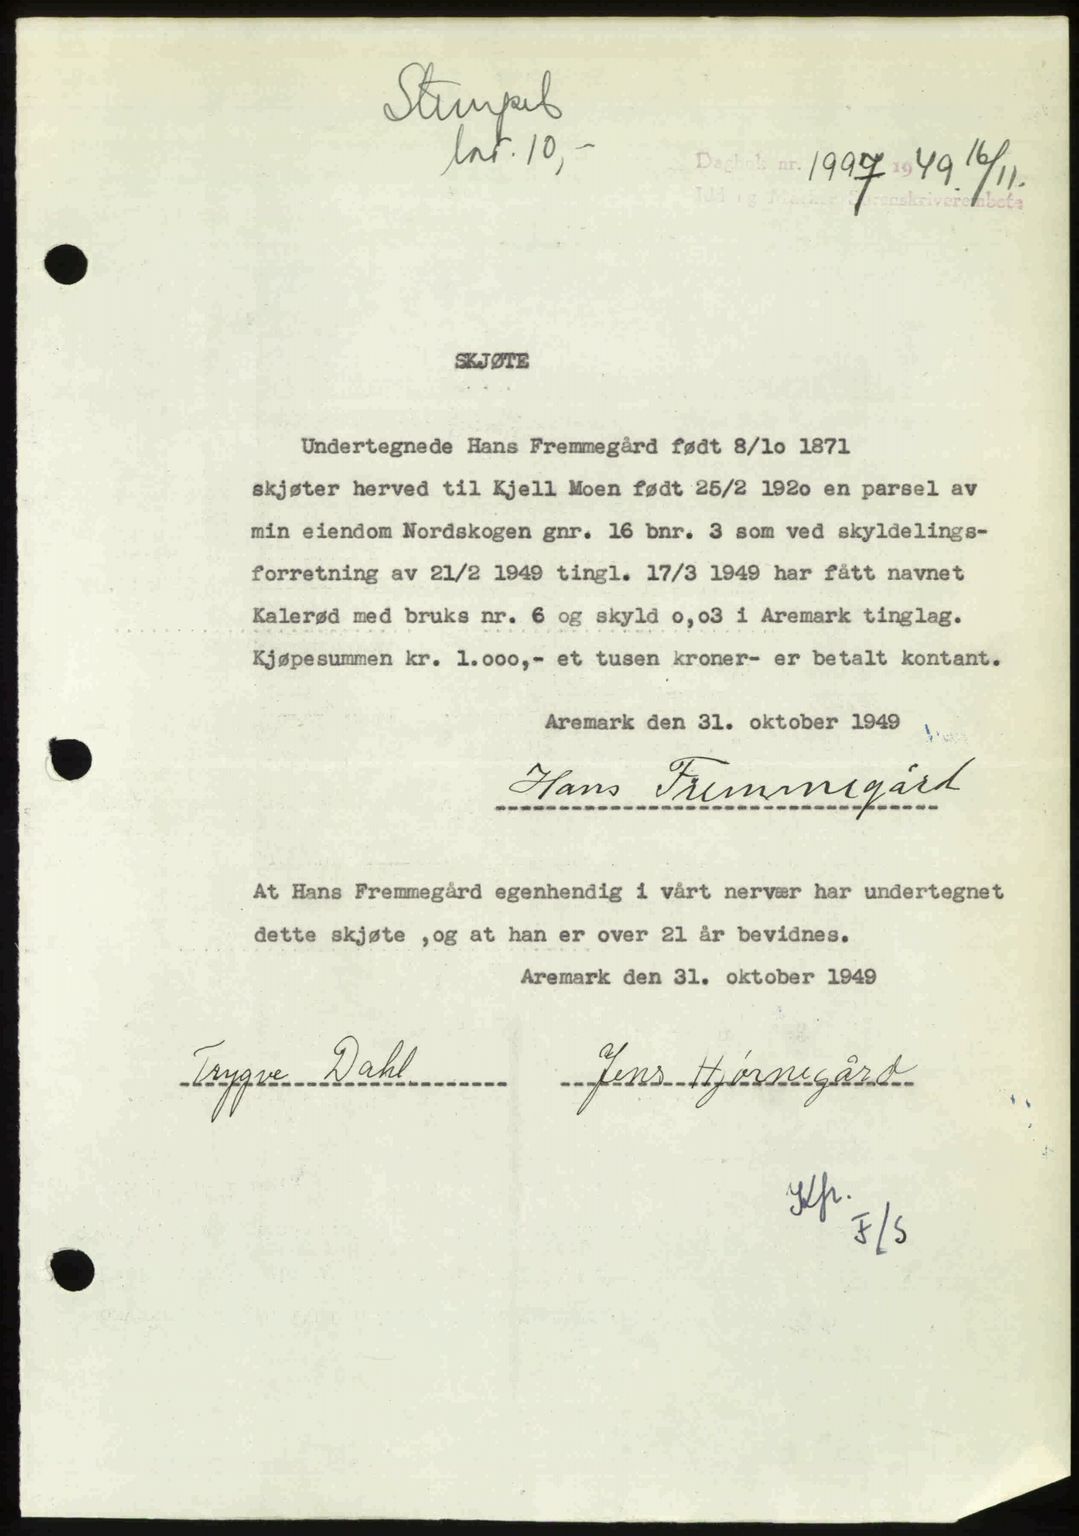 Stempel
kr. 10,-
Dagbok nr. 1997 1949 16/11.
Idd og Marker Sorenskriverembete
SKJØTE
Undertegnede Hans Fremmegård født 8/1o 1871
skjøter herved til Kjell Moen født 25/2 192o en parsel av
min eiendom Nordskogen gnr. 16 bnr. 3 som ved skyldelings-
forretning av 21/2 1949 tingl. 17/3 1949 har fått navnet
Kalerød med bruks nr. 6 og skyld o,o3 i Aremark tinglag.
Kjøpesummen kr. 1.ooo,- et tusen kroner- er betalt kontant.
Aremark den 31. oktober 1949
Hans Fremmegård
At Hans Fremmegård egenhendig i vårt nervær har undertegnet
dette skjøte ,og at han er over 21 år bevidnes.
Aremark den 31. oktober 1949
Trygve Dahl Jens Hjørnegård
Kfr.
F/S